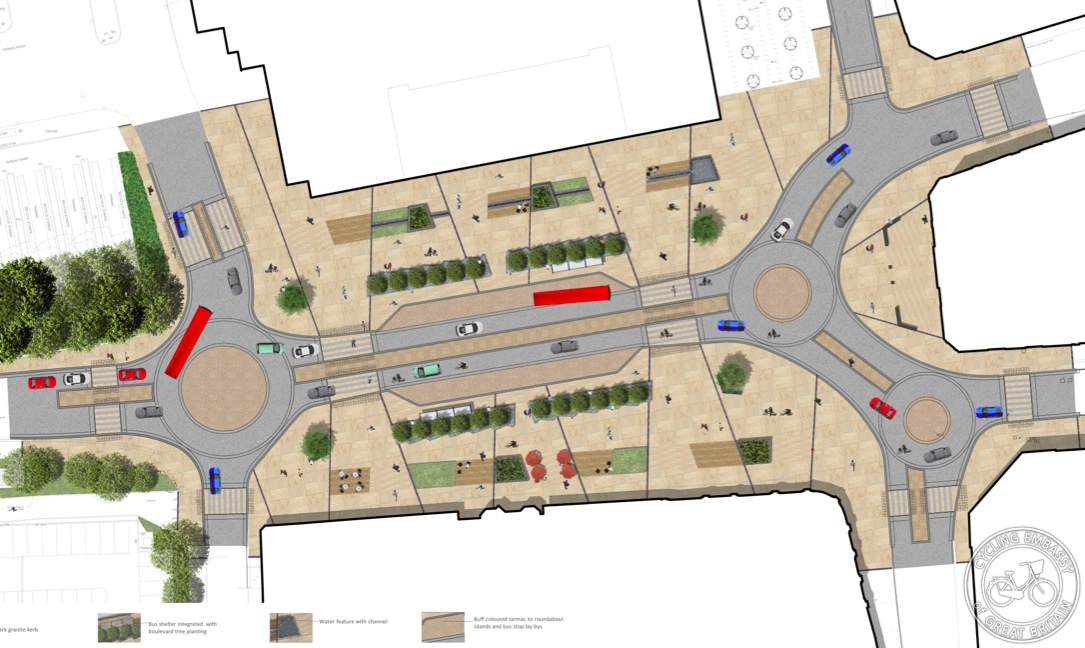 ark granite kerb
Bus shelter integrated with
boulevard tree planting
Water feature with channel
Buff coloured tarmac to roundabout
islands and bus stop lay bys
CYCLING EMBASSY
of GREAT BRITAIN